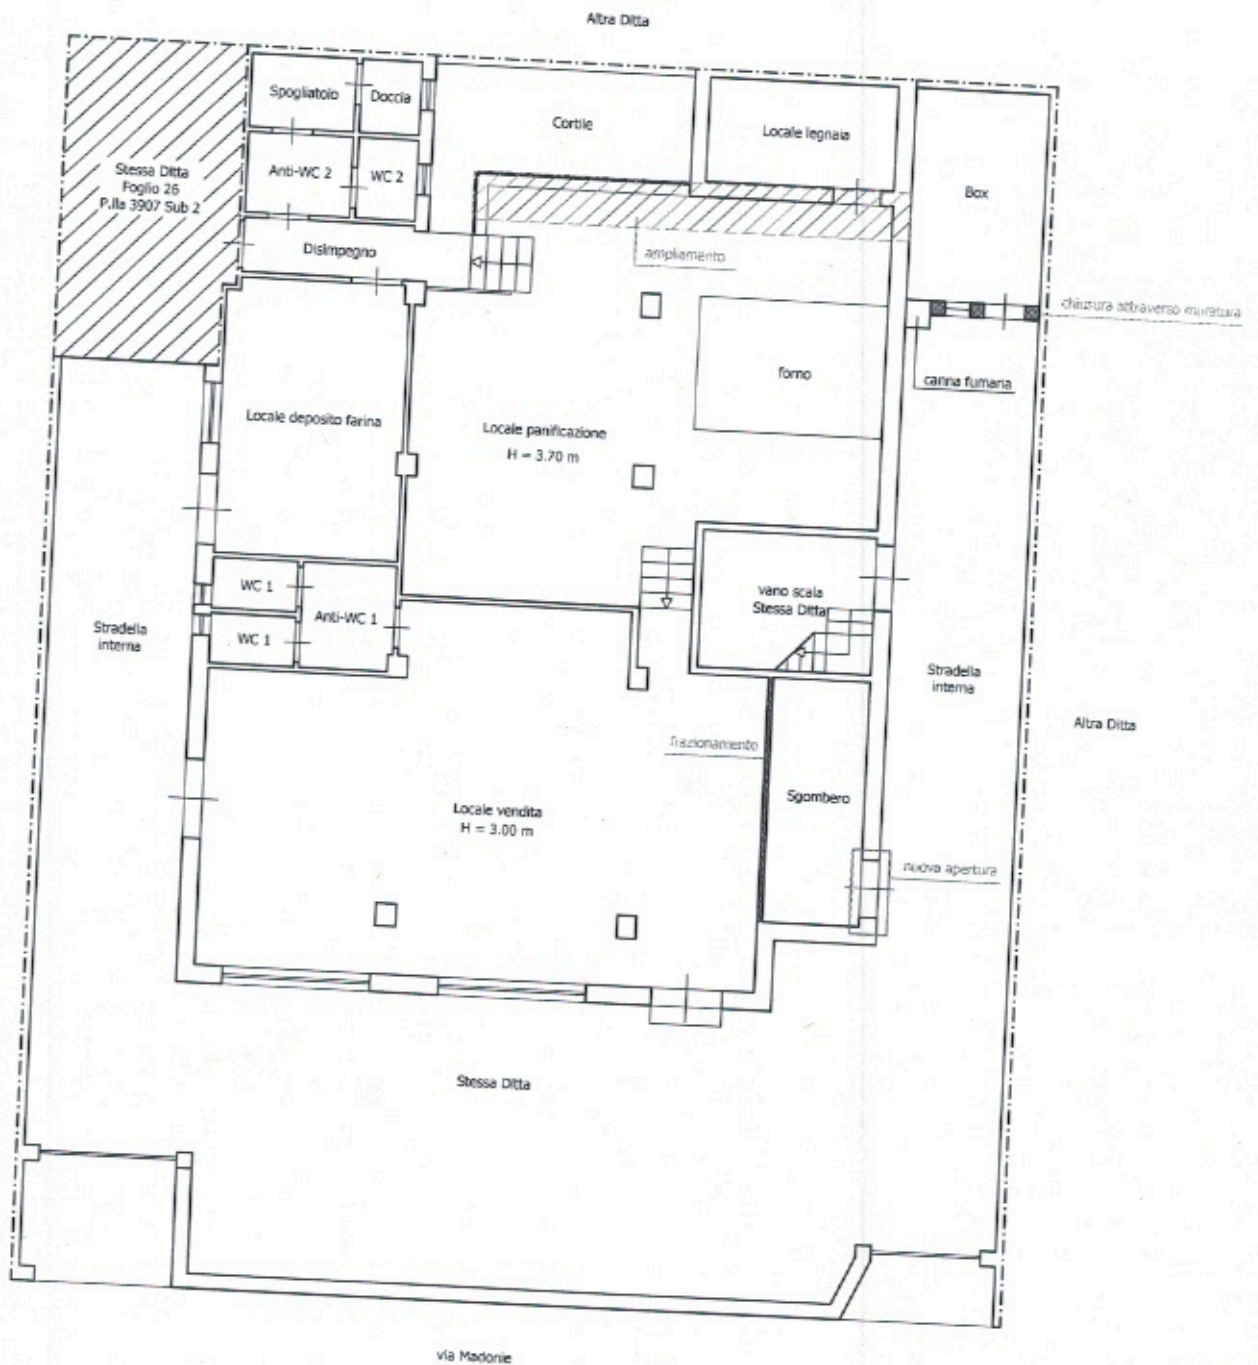 Altra Ditta
Spogliatoio
Doccia
Cortile
Locale legnaia
Stessa Ditta
Foglio 26
P.lla 3907 Sub 2
Anti-WC 2
WC 2
Box
Disimpegno
ampliamento
chiusura attraverso muratura
forno
canna fumaria
Locale deposito farina
Locale panificazione
H = 3.70 m
WC 1
Anti-WC 1
WC 1
vano scala
Stessa Ditta
Stradella
interna
Stradella
interna
Altra Ditta
frazionamento
Sgombero
Locale vendita
H = 3.00 m
nuova apertura
Stessa Ditta
via Madonie